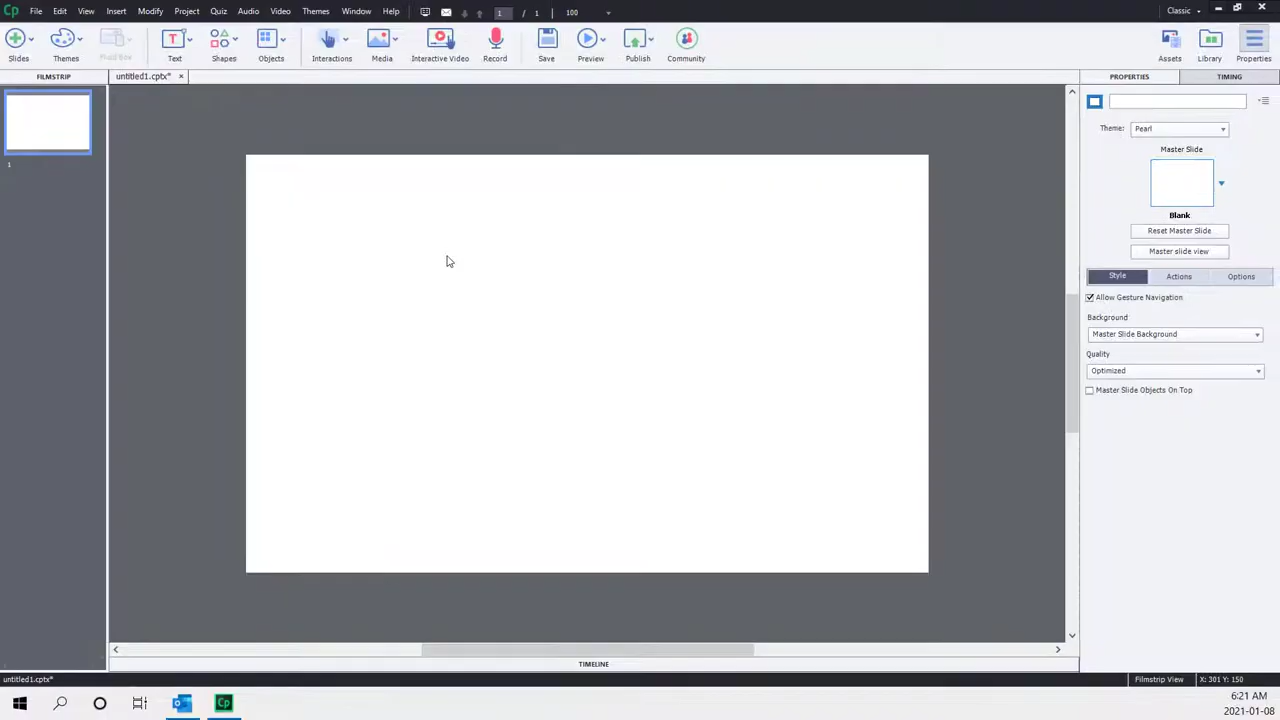 Cp File Edit View Insert Modify Project Quiz Audio Video Themes Window Help 1 / 1 100 Classic
Slides Themes Fluid Box Text Shapes Objects Interactions Media Interactive Video Record Save Preview Publish Community Assets Library Properties
FILMSTRIP untitled1.cptx* × PROPERTIES TIMING
1
Theme: Pearl
Master Slide
Blank
Reset Master Slide
Master slide view
Style Actions Options
Allow Gesture Navigation
Background
Master Slide Background
Quality
Optimized
Master Slide Objects On Top
TIMELINE
untitled1.cptx* Filmstrip View X: 301 Y: 150
Cp 6:21 AM
2021-01-08